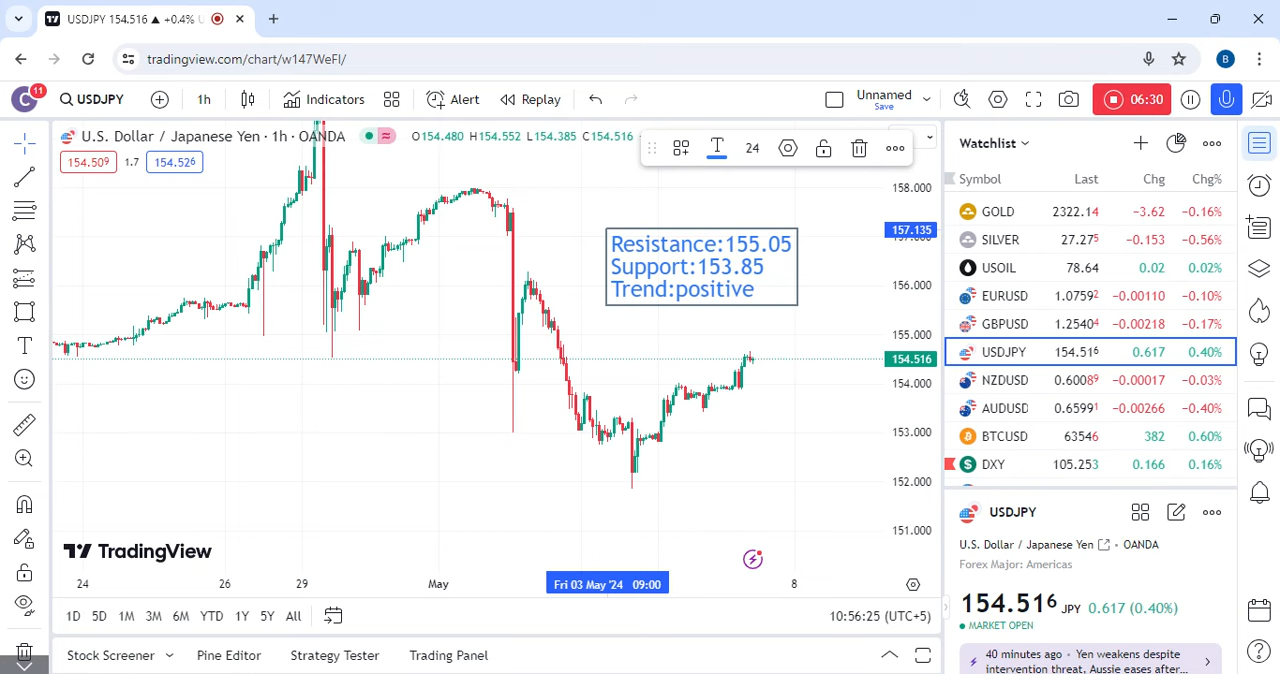 USDJPY 154.516 ▲ +0.4% U
tradingview.com/chart/w147WeFI/
B
C 11
USDJPY
1h
Indicators
Alert
Replay
Unnamed
Save
06:30
U.S. Dollar / Japanese Yen · 1h · OANDA
O154.480 H154.552 L154.385 C154.516
154.509 1.7 154.526
24
Resistance:155.05
Support:153.85
Trend:positive
158.000
157.135
157.000
156.000
155.000
154.516
154.000
153.000
152.000
151.000
TradingView
24 26 29 May Fri 03 May '24 09:00 8
1D 5D 1M 3M 6M YTD 1Y 5Y All
10:56:25 (UTC+5)
Stock Screener Pine Editor Strategy Tester Trading Panel
Watchlist
Symbol Last Chg Chg%
GOLD 2322.14 −3.62 −0.16%
SILVER 27.275 −0.153 −0.56%
USOIL 78.64 0.02 0.02%
EURUSD 1.07592 −0.00110 −0.10%
GBPUSD 1.25404 −0.00218 −0.17%
USDJPY 154.516 0.617 0.40%
NZDUSD 0.60089 −0.00017 −0.03%
AUDUSD 0.65991 −0.00266 −0.40%
BTCUSD 63546 382 0.60%
DXY 105.253 0.166 0.16%
USDJPY
U.S. Dollar / Japanese Yen · OANDA
Forex Major: Americas
154.516 JPY 0.617 (0.40%)
MARKET OPEN
40 minutes ago • Yen weakens despite
intervention threat, Aussie eases after...